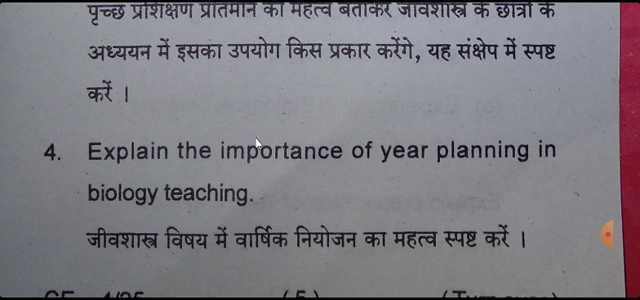 पृच्छा प्रशिक्षण प्रतिमान का महत्व बताकर जीवशास्त्र के छात्रों के
अध्ययन में इसका उपयोग किस प्रकार करेंगे, यह संक्षेप में स्पष्ट
करें ।
4. Explain the importance of year planning in
biology teaching.
जीवशास्त्र विषय में वार्षिक नियोजन का महत्व स्पष्ट करें ।